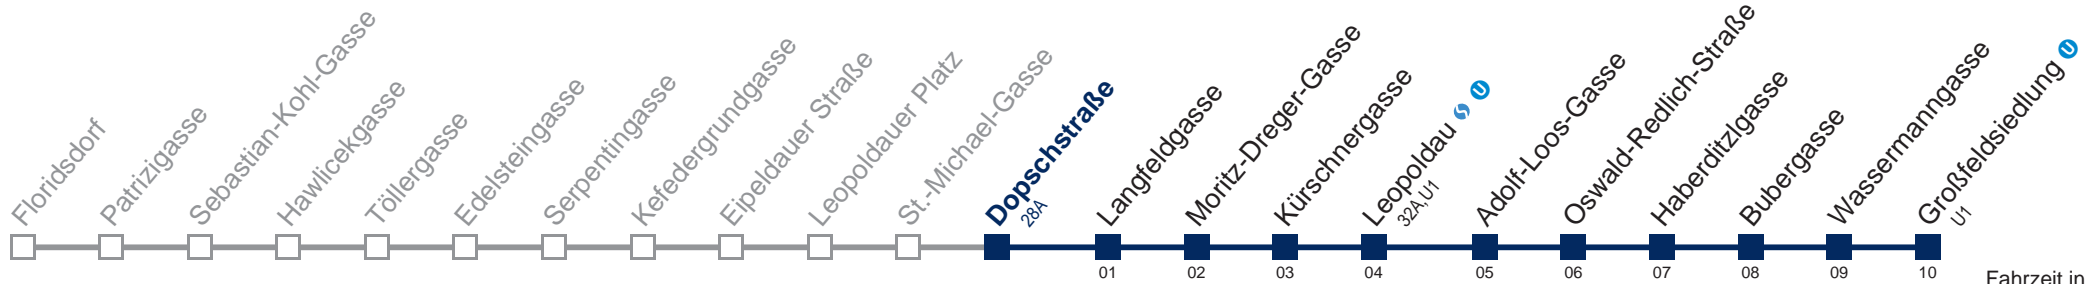 Floridsdorf
Patrizigasse
Sebastian-Kohl-Gasse
Hawlicekgasse
Töllergasse
Edelsteingasse
Serpentingasse
Kefedergrundgasse
Eipeldauer Straße
Leopoldauer Platz
St.-Michael-Gasse
Dopschstraße
28A
Langfeldgasse
Moritz-Dreger-Gasse
Kürschnergasse
Leopoldau S U
32A,U1
Adolf-Loos-Gasse
Oswald-Redlich-Straße
Haberditzlgasse
Bubergasse
Wassermanngasse
Großfeldsiedlung U
U1
01 02 03 04 05 06 07 08 09 10
Fahrzeit in